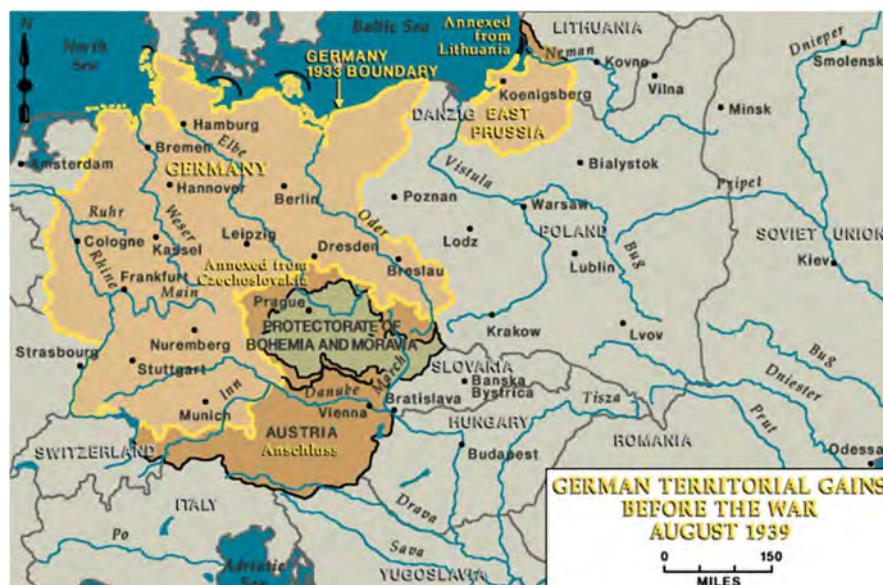 North
Sea
Baltic Sea
Annexed
from
Lithuania
LITHUANIA
Neman
Kovno
Vilna
Dnieper
Smolensk
GERMANY
1933 BOUNDARY
Koenigsberg
DANZIG
EAST
PRUSSIA
Minsk
Hamburg
Bremen
Elbe
Amsterdam
GERMANY
Hannover
Berlin
Bialystok
Poznan
Vistula
Warsaw
Pripet
Ruhr
Weser
Oder
Cologne
Kassel
Leipzig
Dresden
Lodz
POLAND
Bug
SOVIET UNION
Kiev
Rhine
Frankfurt
Main
Annexed from
Czechoslovakia
Breslau
Lublin
Prague
PROTECTORATE OF
BOHEMIA AND MORAVIA
Krakow
Lvov
Nuremberg
Strasbourg
Stuttgart
March
SLOVAKIA
Banska
Bystrica
Bug
Dniester
Inn
Danube
Vienna
Bratislava
Tisza
Prut
Munich
AUSTRIA
Anschluss
HUNGARY
Budapest
ROMANIA
Odessa
SWITZERLAND
ITALY
Drava
Po
Sava
Adriatic
Sea
YUGOSLAVIA
GERMAN TERRITORIAL GAINS
BEFORE THE WAR
AUGUST 1939
0 150
MILES
N